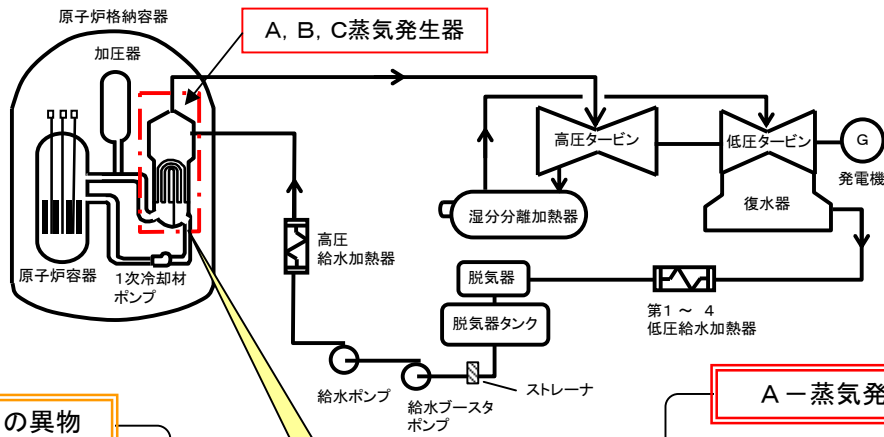 原子炉格納容器
A, B, C蒸気発生器
加圧器
高圧タービン
低圧タービン
G
発電機
湿分分離加熱器
復水器
高圧
給水加熱器
原子炉容器
1次冷却材
ポンプ
脱気器
脱気器タンク
第1 ~ 4
低圧給水加熱器
ストレーナ
給水ポンプ
給水ブースタ
ポンプ
の異物
A-蒸気発